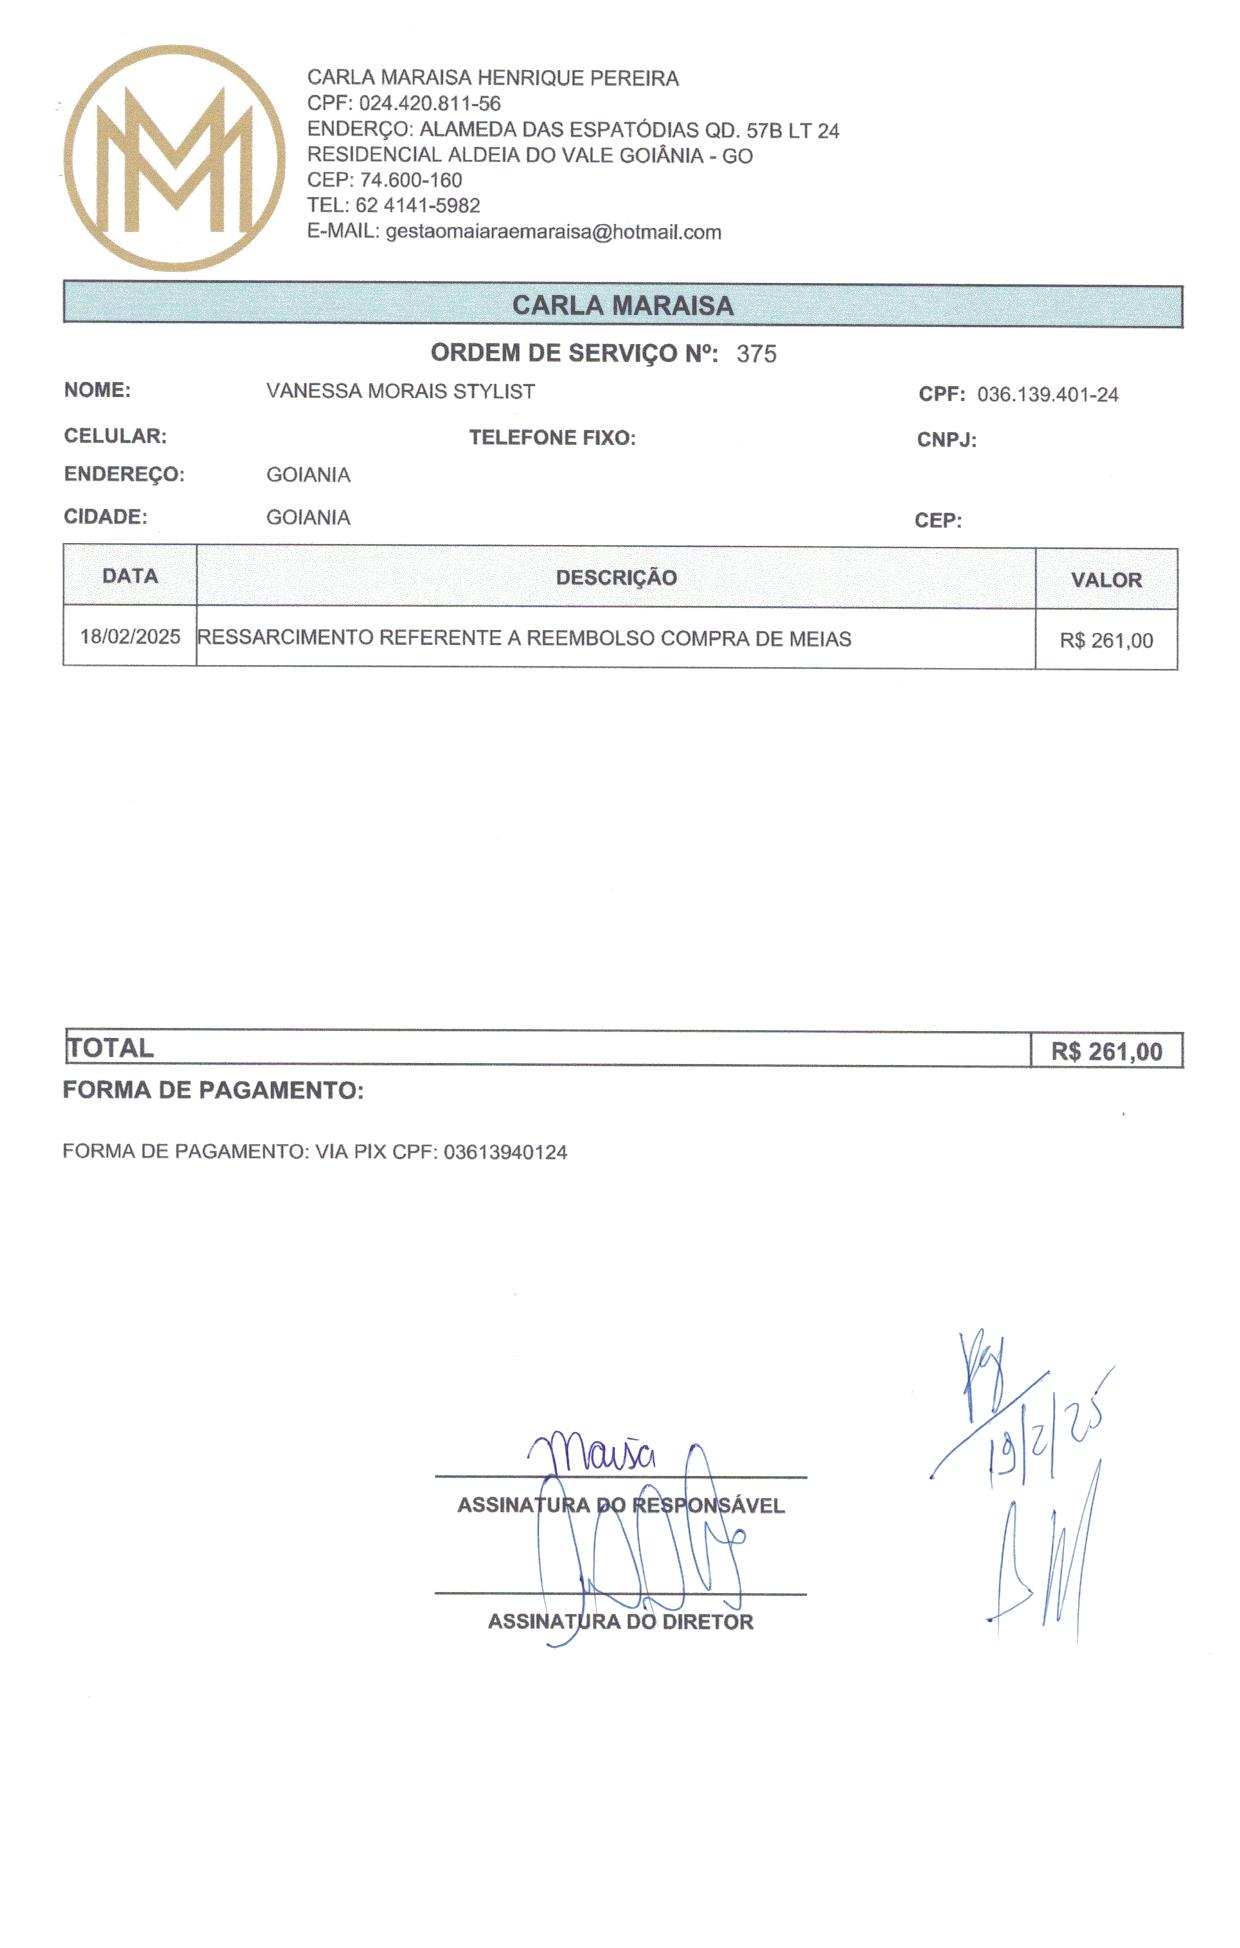 CARLA MARAISA HENRIQUE PEREIRA
CPF: 024.420.811-56
ENDERÇO: ALAMEDA DAS ESPATÓDIAS QD. 57B LT 24
RESIDENCIAL ALDEIA DO VALE GOIÂNIA - GO
CEP: 74.600-160
TEL: 62 4141-5982
E-MAIL: gestaomaiaraemaraisa@hotmail.com
CARLA MARAISA
ORDEM DE SERVIÇO Nº: 375
NOME: VANESSA MORAIS STYLIST CPF: 036.139.401-24
CELULAR: TELEFONE FIXO: CNPJ:
ENDEREÇO: GOIANIA
CIDADE: GOIANIA CEP:
DATA DESCRIÇÃO VALOR
18/02/2025 RESSARCIMENTO REFERENTE A REEMBOLSO COMPRA DE MEIAS R$ 261,00
TOTAL R$ 261,00
FORMA DE PAGAMENTO:
FORMA DE PAGAMENTO: VIA PIX CPF: 03613940124
Pg
19/2/25
ASSINATURA DO RESPONSÁVEL
ASSINATURA DO DIRETOR